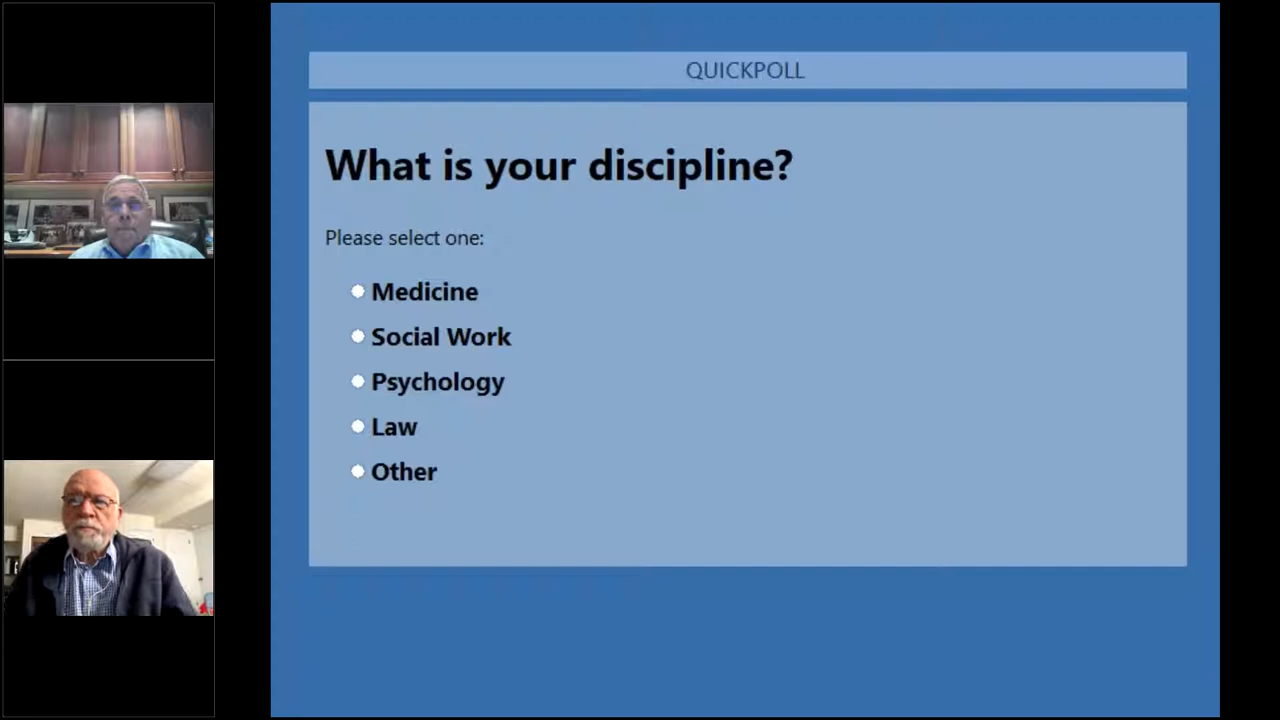 QUICKPOLL
What is your discipline?
Please select one:
Medicine
Social Work
Psychology
Law
Other